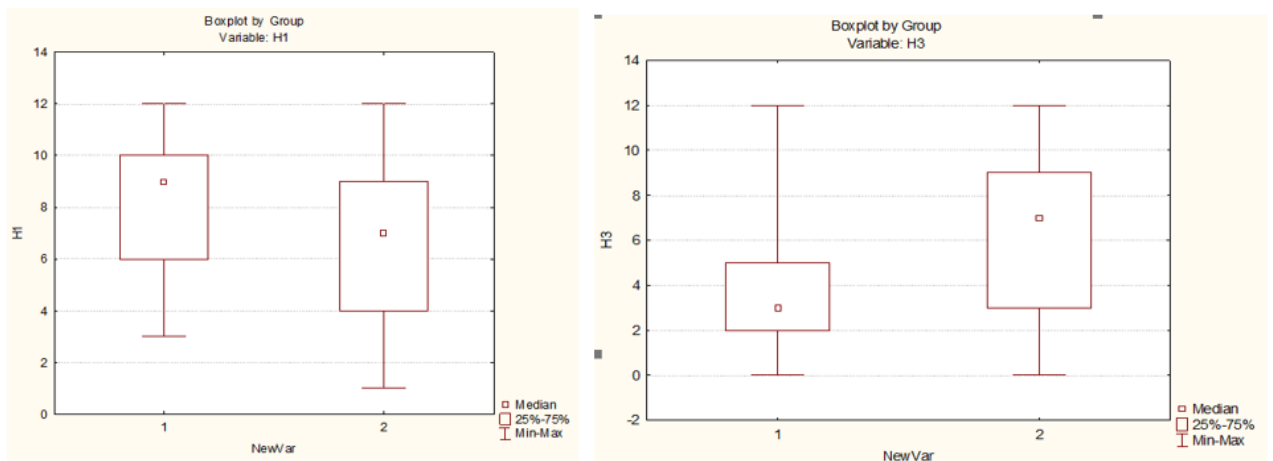 Boxplot by Group
Variable: H1
14
12
10
8
6
4
2
0
H1
1
2
NewVar
Median
25%-75%
Min-Max
Boxplot by Group
Variable: H3
14
12
10
8
6
4
2
0
-2
H3
1
2
NewVar
Median
25%-75%
Min-Max